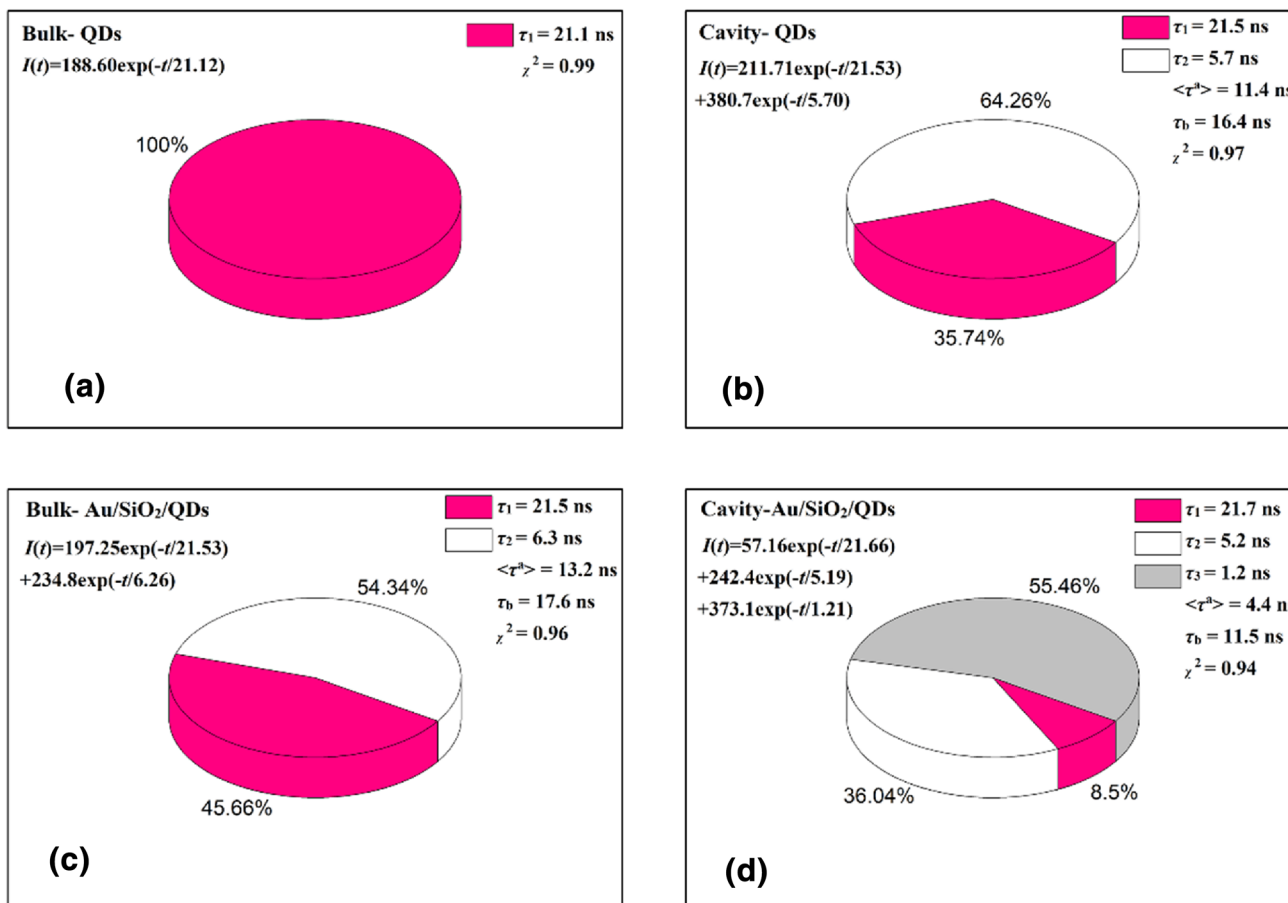 Bulk- QDs
I(t)=188.60exp(-t/21.12)
τ₁ = 21.1 ns
χ² = 0.99
100%
(a)
Cavity- QDs
I(t)=211.71exp(-t/21.53)
+380.7exp(-t/5.70)
τ₁ = 21.5 ns
τ₂ = 5.7 ns
<τᵃ> = 11.4 ns
τb = 16.4 ns
χ² = 0.97
64.26%
35.74%
(b)
Bulk- Au/SiO₂/QDs
I(t)=197.25exp(-t/21.53)
+234.8exp(-t/6.26)
τ₁ = 21.5 ns
τ₂ = 6.3 ns
<τᵃ> = 13.2 ns
τb = 17.6 ns
χ² = 0.96
54.34%
45.66%
(c)
Cavity-Au/SiO₂/QDs
I(t)=57.16exp(-t/21.66)
+242.4exp(-t/5.19)
+373.1exp(-t/1.21)
τ₁ = 21.7 ns
τ₂ = 5.2 ns
τ₃ = 1.2 ns
<τᵃ> = 4.4 n
τb = 11.5 ns
χ² = 0.94
55.46%
36.04%
8.5%
(d)